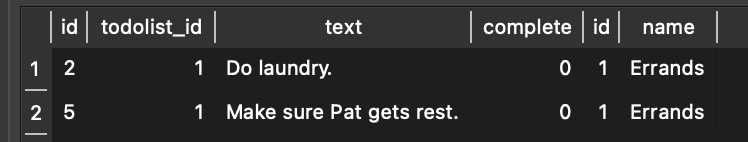 id todolist_id text complete id name
1 2 1 Do laundry. 0 1 Errands
2 5 1 Make sure Pat gets rest. 0 1 Errands